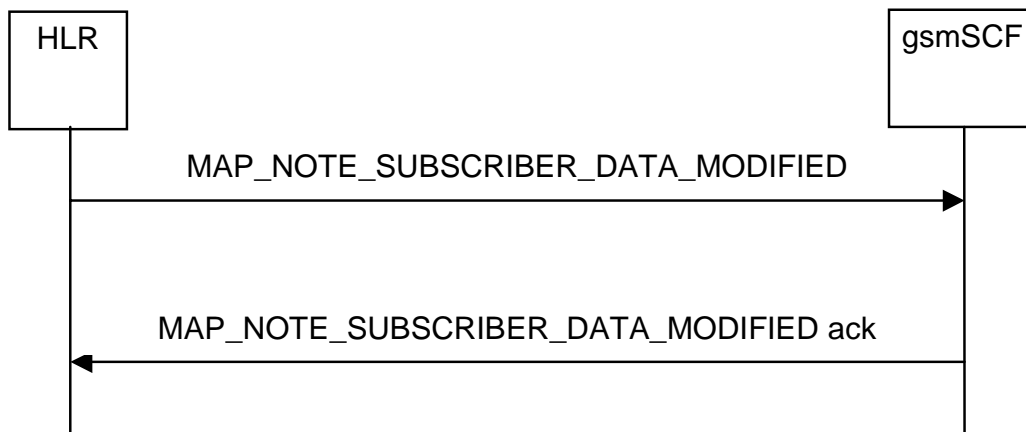 HLR
gsmSCF
MAP_NOTE_SUBSCRIBER_DATA_MODIFIED
MAP_NOTE_SUBSCRIBER_DATA_MODIFIED ack